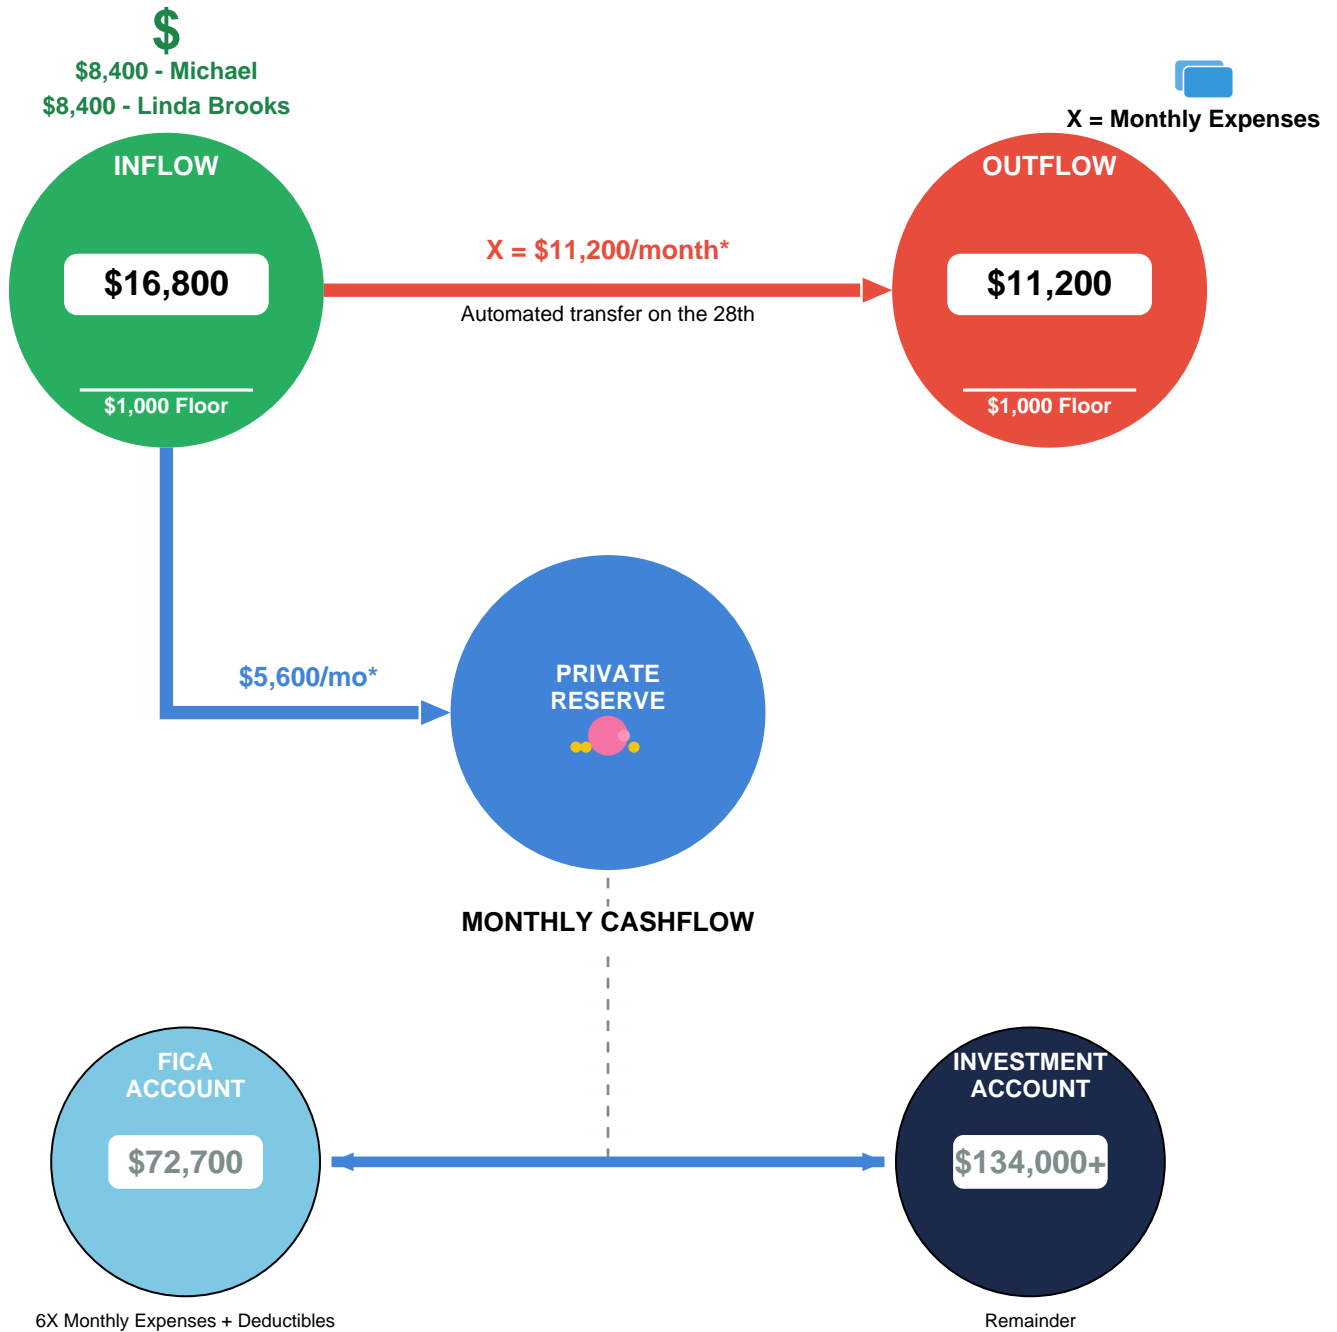 $
$8,400 - Michael
$8,400 - Linda Brooks
X = Monthly Expenses
INFLOW
OUTFLOW
X = $11,200/month*
$16,800
$11,200
Automated transfer on the 28th
$1,000 Floor
$1,000 Floor
$5,600/mo*
PRIVATE
RESERVE
MONTHLY CASHFLOW
FICA
ACCOUNT
INVESTMENT
ACCOUNT
$72,700
$134,000+
6X Monthly Expenses + Deductibles
Remainder